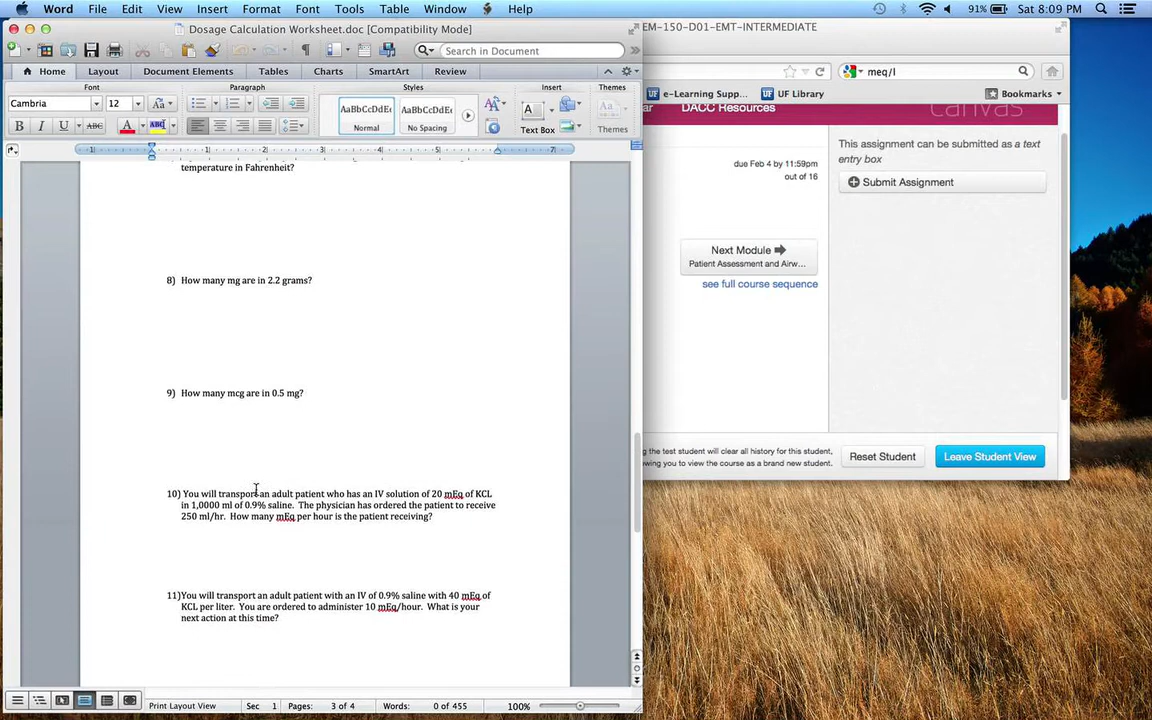 Word File Edit View Insert Format Font Tools Table Window Help 91% Sat 8:09 PM
Dosage Calculation Worksheet.doc [Compatibility Mode]
EM-150-D01-EMT-INTERMEDIATE
Search in Document
meq/l
Home Layout Document Elements Tables Charts SmartArt Review
e-Learning Supp... UF Library Bookmarks
Font Paragraph Styles Insert Themes
DACC Resources
canvas
Cambria 12
AaBbCcDdEe AaBbCcDdEe
Normal No Spacing Text Box Themes
B I U ABC A ABC
This assignment can be submitted as a text
entry box
Submit Assignment
due Feb 4 by 11:59pm
out of 16
Next Module
Patient Assessment and Airw...
see full course sequence
temperature in Fahrenheit?
8) How many mg are in 2.2 grams?
9) How many mcg are in 0.5 mg?
10) You will transport an adult patient who has an IV solution of 20 mEq of KCL
in 1,0000 ml of 0.9% saline. The physician has ordered the patient to receive
250 ml/hr. How many mEq per hour is the patient receiving?
11)You will transport an adult patient with an IV of 0.9% saline with 40 mEq of
KCL per liter. You are ordered to administer 10 mEq/hour. What is your
next action at this time?
ng the test student will clear all history for this student,
wing you to view the course as a brand new student.
Reset Student
Leave Student View
Print Layout View Sec 1 Pages: 3 of 4 Words: 0 of 455 100%